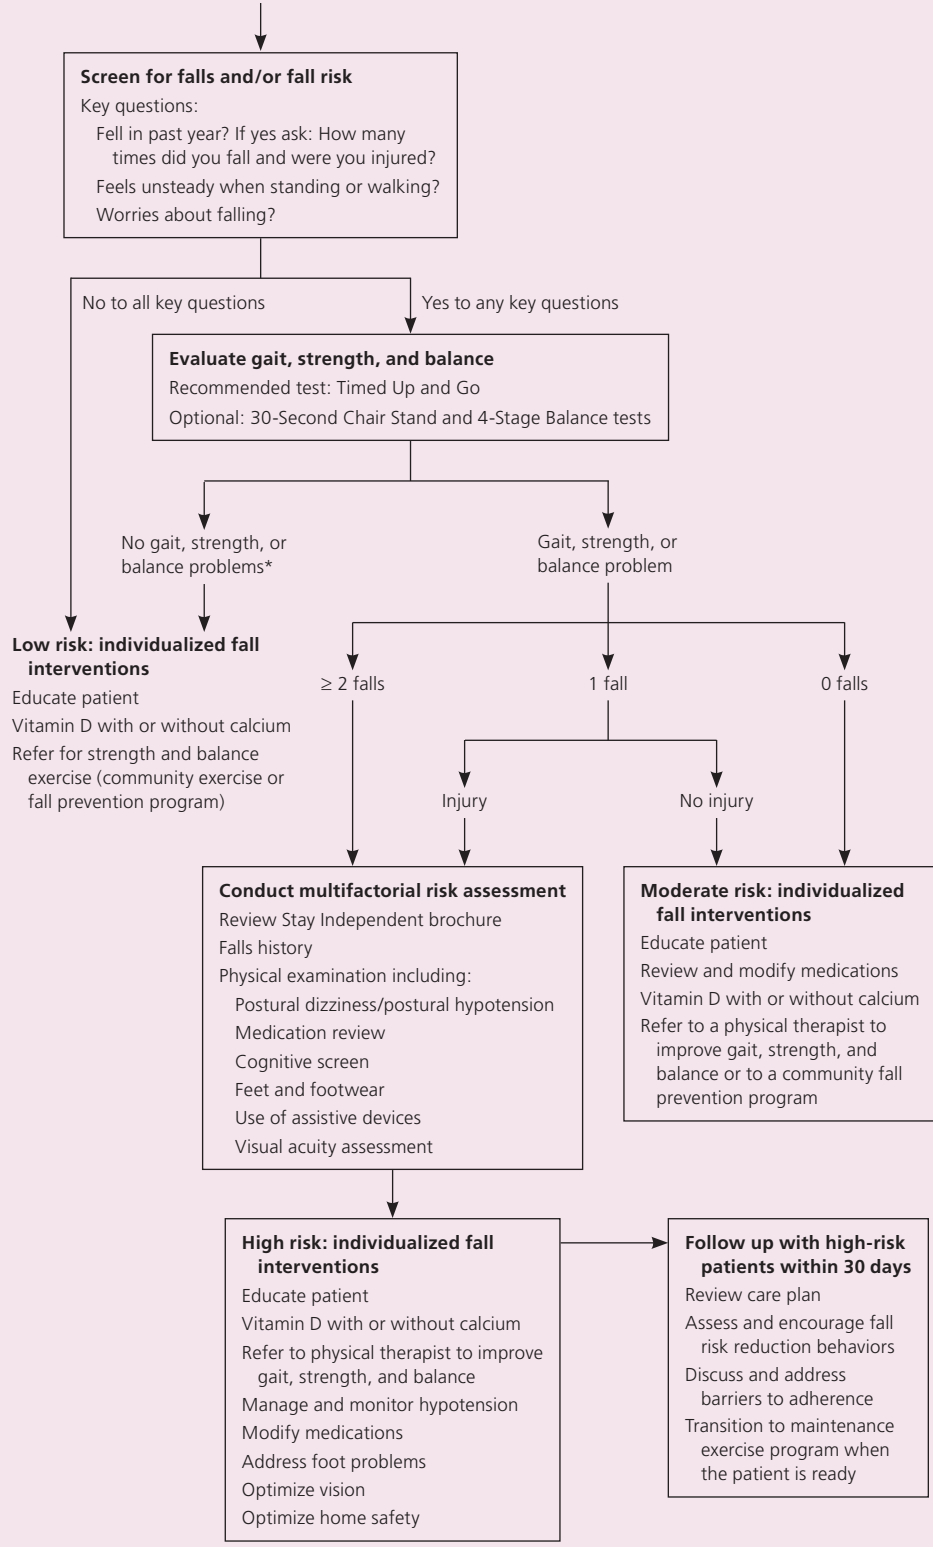 Screen for falls and/or fall risk
Key questions:
Fell in past year? If yes ask: How many
times did you fall and were you injured?
Feels unsteady when standing or walking?
Worries about falling?
No to all key questions
Yes to any key questions
Evaluate gait, strength, and balance
Recommended test: Timed Up and Go
Optional: 30-Second Chair Stand and 4-Stage Balance tests
No gait, strength, or
balance problems*
Gait, strength, or
balance problem
Low risk: individualized fall
interventions
Educate patient
Vitamin D with or without calcium
Refer for strength and balance
exercise (community exercise or
fall prevention program)
≥ 2 falls
1 fall
0 falls
Injury
No injury
Conduct multifactorial risk assessment
Review Stay Independent brochure
Falls history
Physical examination including:
Postural dizziness/postural hypotension
Medication review
Cognitive screen
Feet and footwear
Use of assistive devices
Visual acuity assessment
Moderate risk: individualized
fall interventions
Educate patient
Review and modify medications
Vitamin D with or without calcium
Refer to a physical therapist to
improve gait, strength, and
balance or to a community fall
prevention program
High risk: individualized fall
interventions
Educate patient
Vitamin D with or without calcium
Refer to physical therapist to improve
gait, strength, and balance
Manage and monitor hypotension
Modify medications
Address foot problems
Optimize vision
Optimize home safety
Follow up with high-risk
patients within 30 days
Review care plan
Assess and encourage fall
risk reduction behaviors
Discuss and address
barriers to adherence
Transition to maintenance
exercise program when
the patient is ready